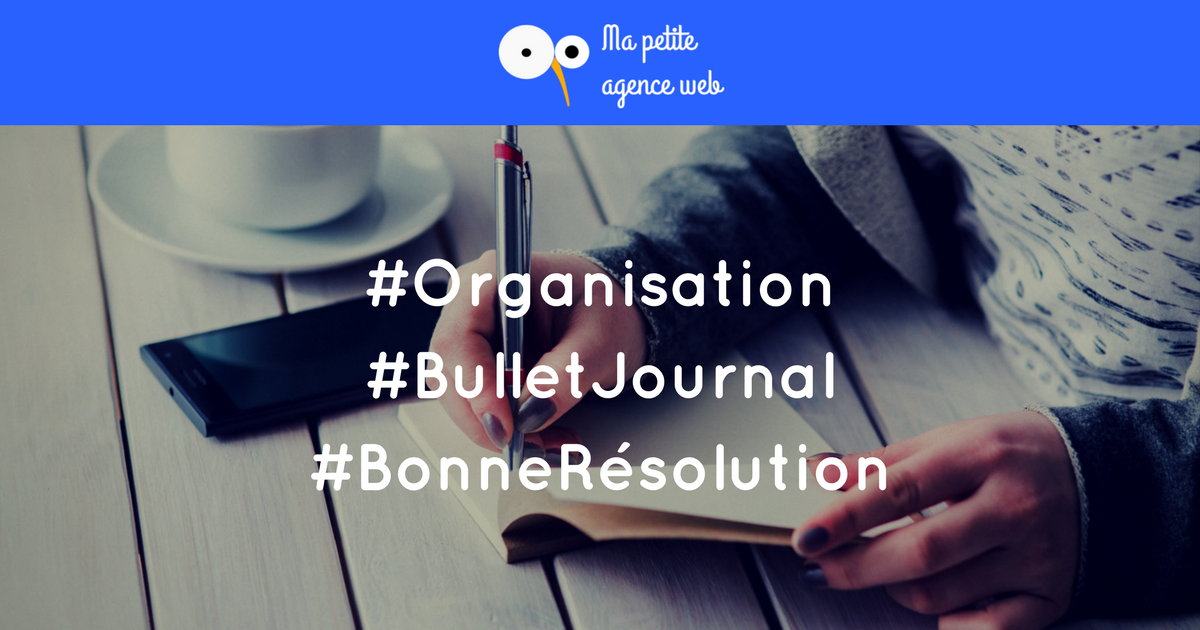 Ma petite
agence web
#Organisation
#BulletJournal
#BonneRésolution